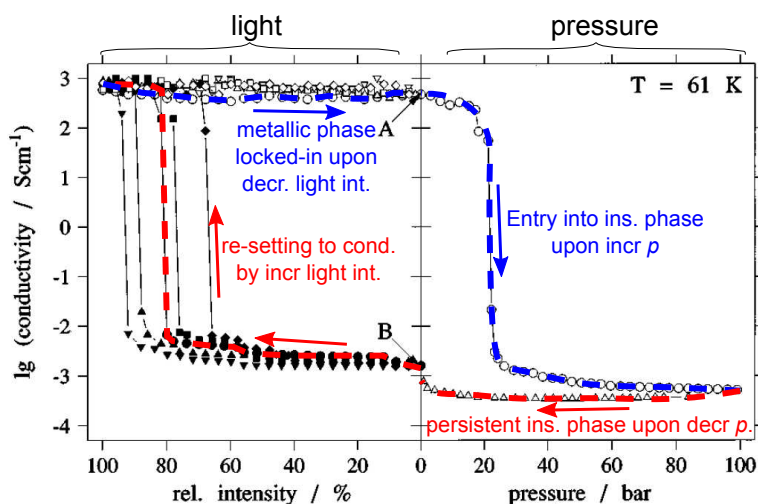 light pressure
T = 61 K
3
2
1
0
-1
-2
-3
-4
lg (conductivity / Scm⁻¹)
A
metallic phase
locked-in upon
decr. light int.
Entry into ins. phase
upon incr p
re-setting to cond.
by incr light int.
B
persistent ins. phase upon decr p.
100 80 60 40 20 0 20 40 60 80 100
rel. intensity / % pressure / bar